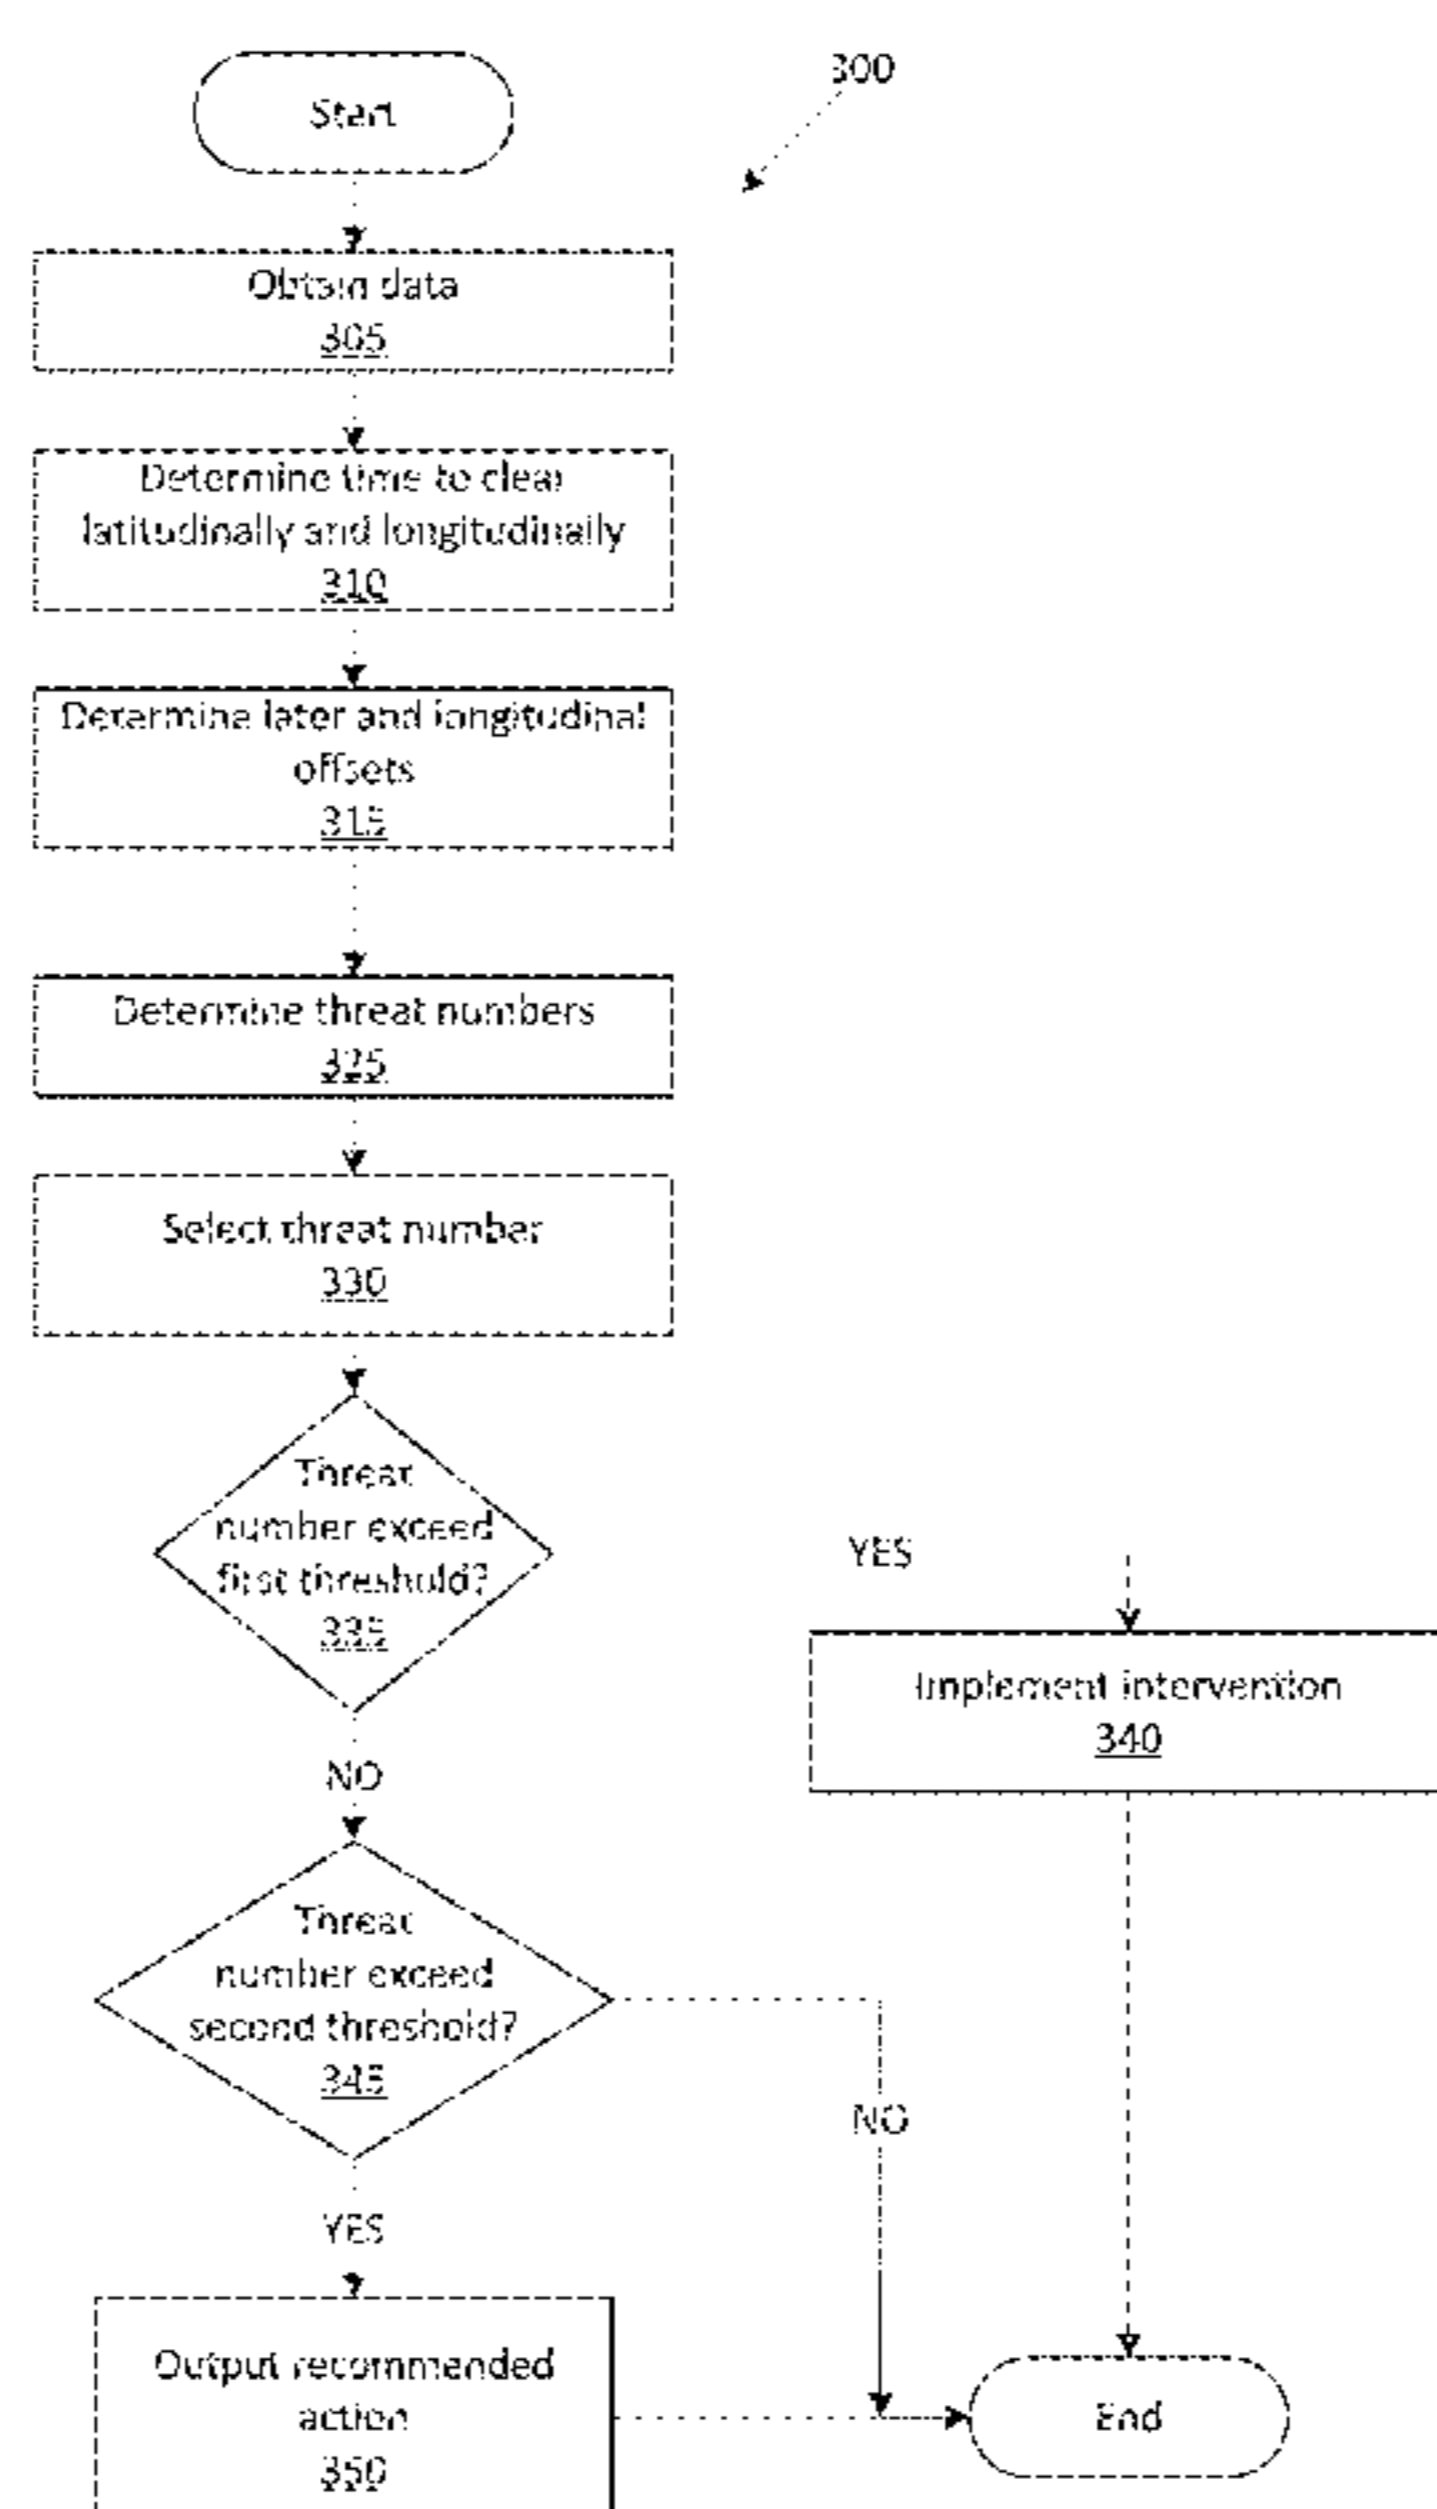 300
Start
Obtain data
305
Determine time to clear
latitudinally and longitudinally
310
Determine later and longitudinal
offsets
315
Determine threat numbers
325
Select threat number
330
Threat
number exceed
first threshold?
335
YES
Implement intervention
340
NO
Threat
number exceed
second threshold?
345
NO
YES
Output recommended
action
350
End